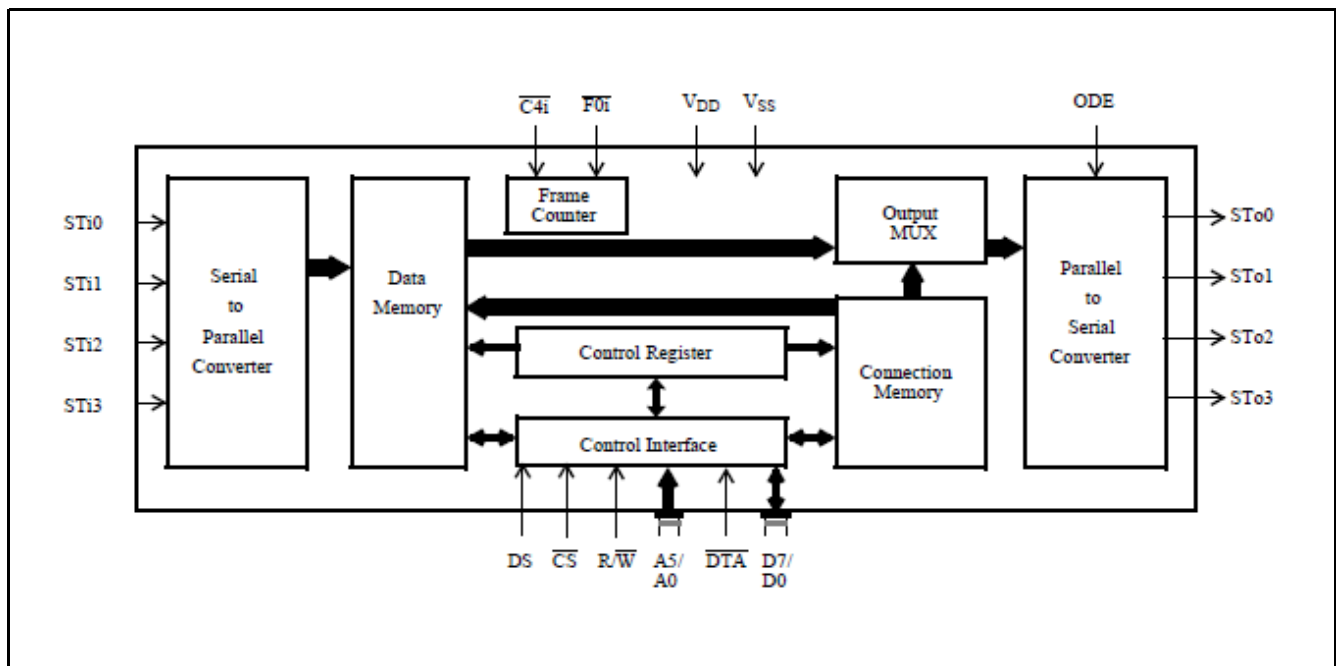 C4i F0i VDD VSS ODE
Frame
Counter
Output
MUX
STi0
STi1
STi2
STi3
Serial
to
Parallel
Converter
Data
Memory
Control Register
Control Interface
Connection
Memory
Parallel
to
Serial
Converter
STo0
STo1
STo2
STo3
DS CS R/W A5/ DTA D7/
A0 D0